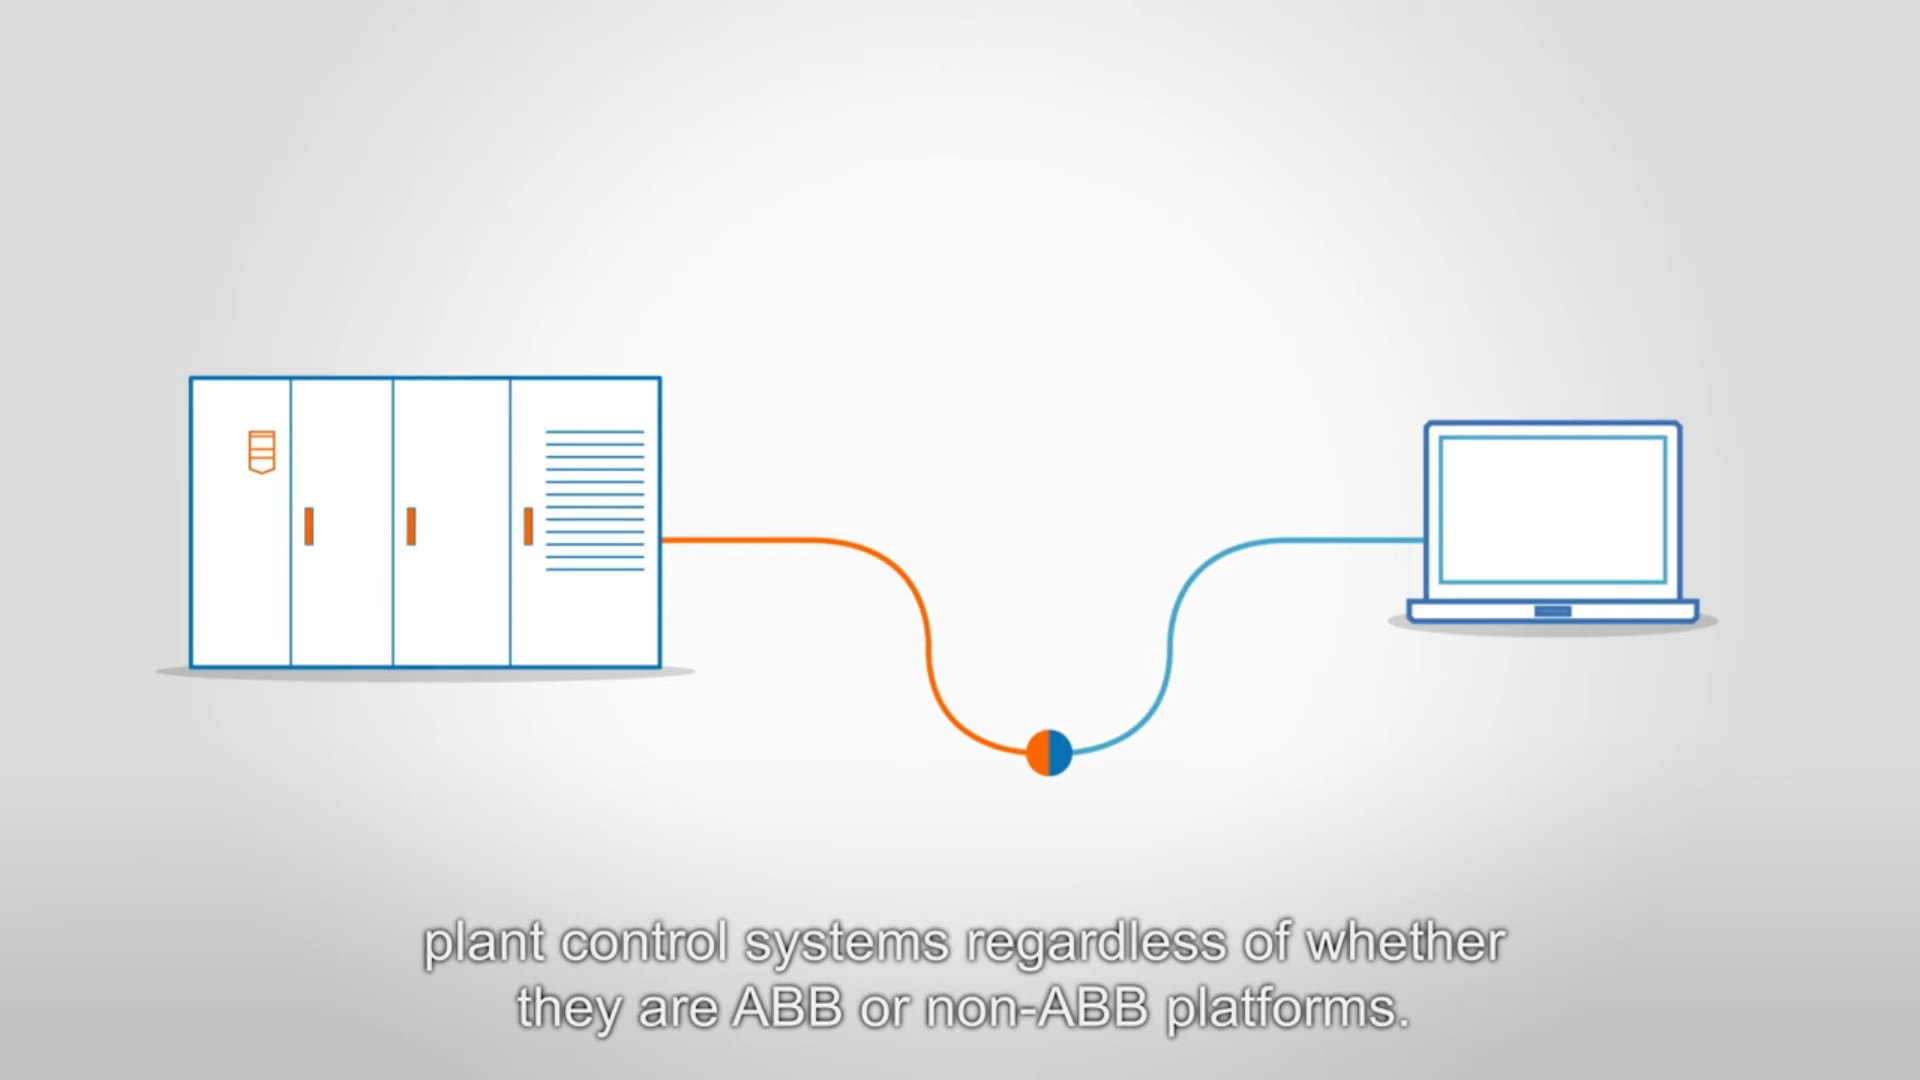 plant control systems regardless of whether
they are ABB or non-ABB platforms.